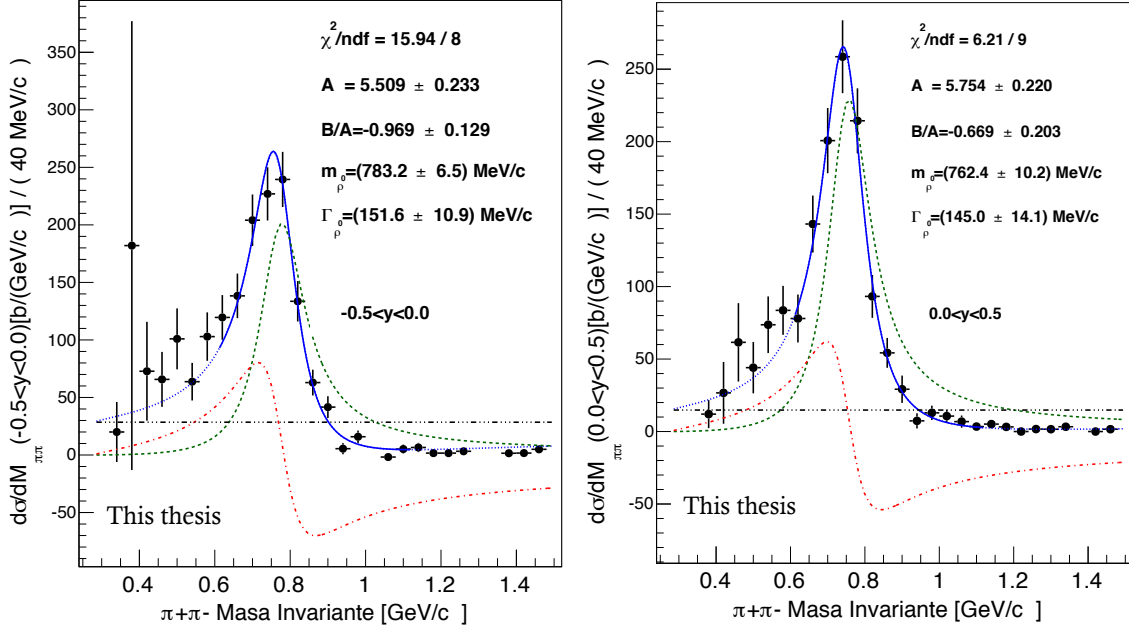 χ²/ndf = 15.94 / 8
A = 5.509 ± 0.233
B/A=-0.969 ± 0.129
m_ρ⁰=(783.2 ± 6.5) MeV/c
Γ_ρ⁰=(151.6 ± 10.9) MeV/c
-0.5<y<0.0
This thesis
dσ/dM_ππ (-0.5<y<0.0)[b/(GeV/c )] / ( 40 MeV/c )
350
300
250
200
150
100
50
0
-50
0.4 0.6 0.8 1 1.2 1.4
π+π- Masa Invariante [GeV/c ]
χ²/ndf = 6.21 / 9
A = 5.754 ± 0.220
B/A=-0.669 ± 0.203
m_ρ⁰=(762.4 ± 10.2) MeV/c
Γ_ρ⁰=(145.0 ± 14.1) MeV/c
0.0<y<0.5
This thesis
dσ/dM_ππ (0.0<y<0.5)[b/(GeV/c )] / ( 40 MeV/c )
250
200
150
100
50
0
-50
0.4 0.6 0.8 1 1.2 1.4
π+π- Masa Invariante [GeV/c ]